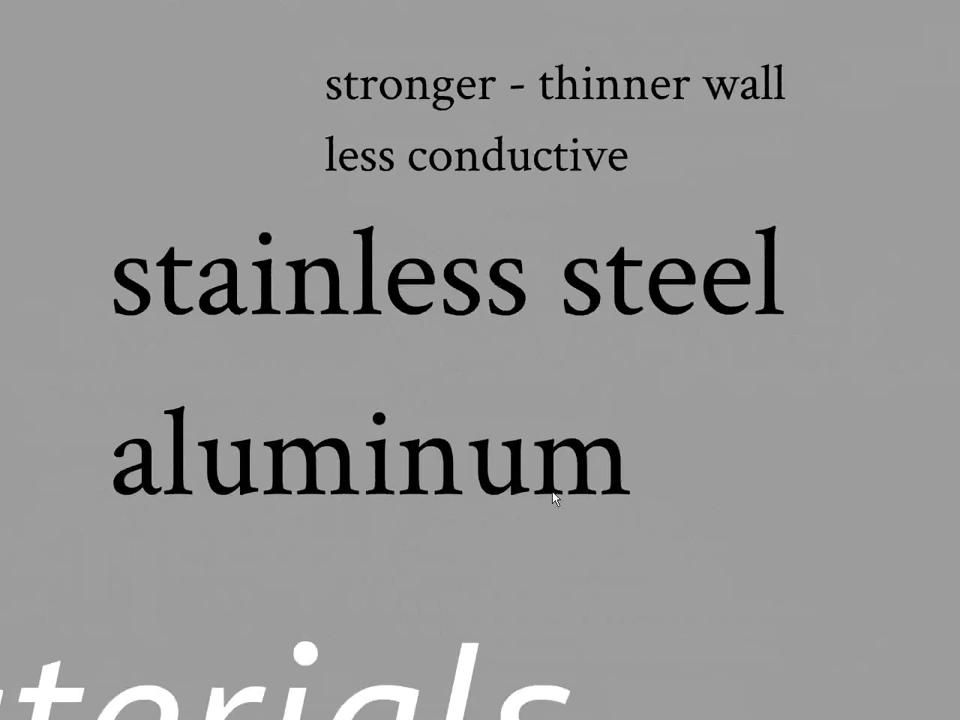 stronger - thinner wall
less conductive
stainless steel
aluminum